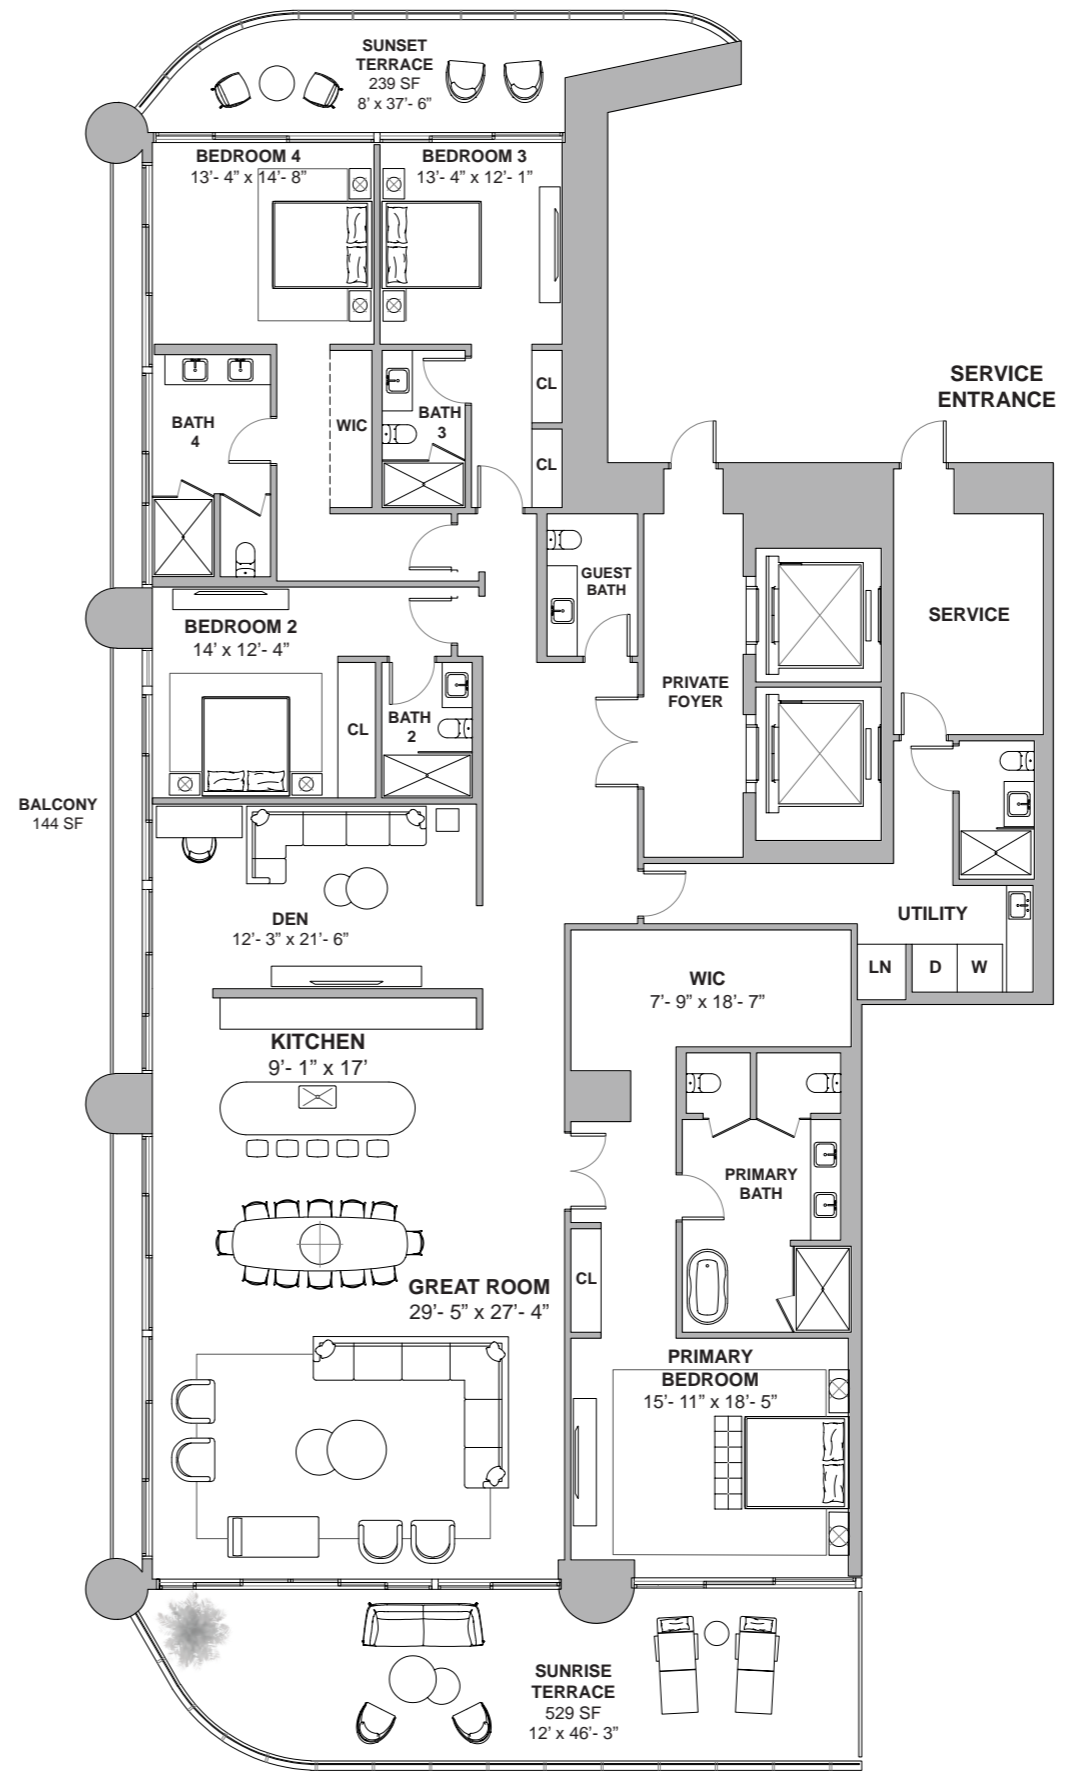 SUNSET
TERRACE
239 SF
8' x 37'- 6”
BEDROOM 4
13'- 4” x 14'- 8”
BEDROOM 3
13'- 4” x 12'- 1”
SERVICE
ENTRANCE
CL
BATH
4
WIC
BATH
3
CL
GUEST
BATH
SERVICE
BEDROOM 2
14' x 12'- 4”
PRIVATE
FOYER
CL
BATH
2
BALCONY
144 SF
DEN
12'- 3” x 21'- 6”
UTILITY
LN
D
W
WIC
7'- 9” x 18'- 7”
KITCHEN
9'- 1” x 17'
PRIMARY
BATH
CL
GREAT ROOM
29'- 5” x 27'- 4”
PRIMARY
BEDROOM
15'- 11” x 18'- 5”
SUNRISE
TERRACE
529 SF
12' x 46'- 3”